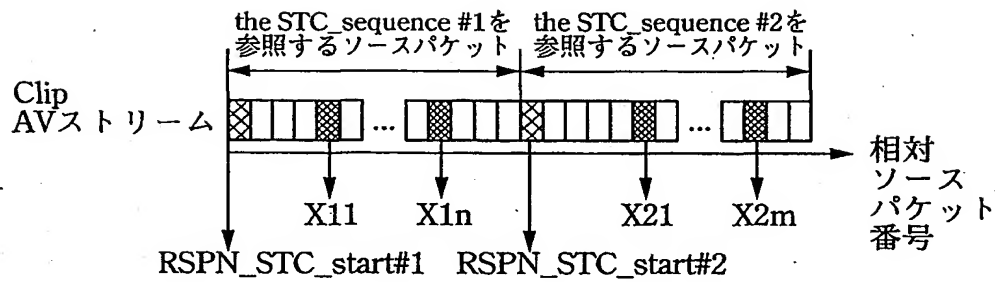 the STC_sequence #1を
参照するソースパケット
the STC_sequence #2を
参照するソースパケット
Clip
AVストリーム
...
...
相対
ソース
パケット
番号
X11
X1n
X21
X2m
RSPN_STC_start#1
RSPN_STC_start#2